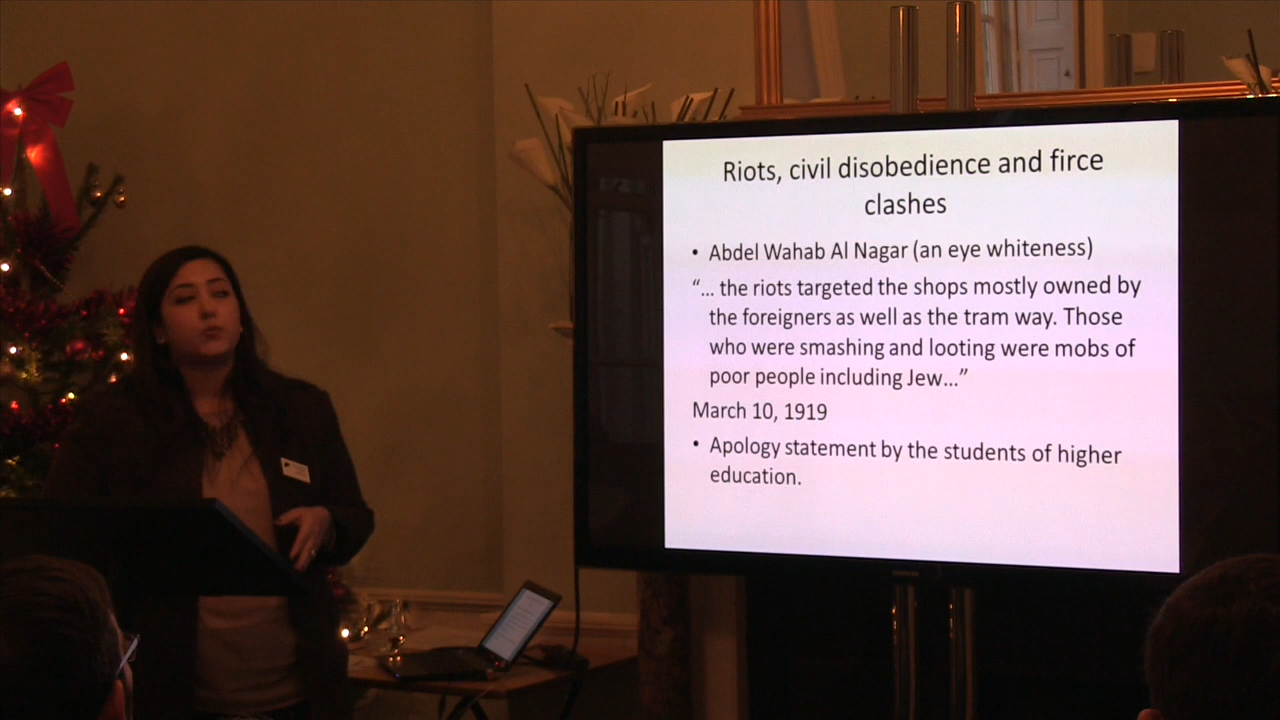 Riots, civil disobedience and firce
clashes
• Abdel Wahab Al Nagar (an eye whiteness)
“... the riots targeted the shops mostly owned by
the foreigners as well as the tram way. Those
who were smashing and looting were mobs of
poor people including Jew...”
March 10, 1919
• Apology statement by the students of higher
education.